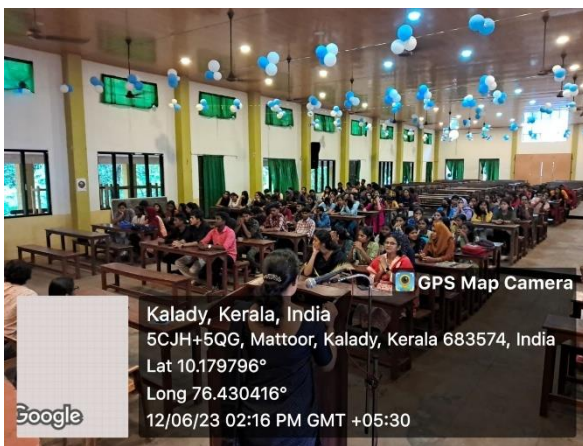 GPS Map Camera
Kalady, Kerala, India
5CJH+5QG, Mattoor, Kalady, Kerala 683574, India
Lat 10.179796°
Long 76.430416°
12/06/23 02:16 PM GMT +05:30
Google